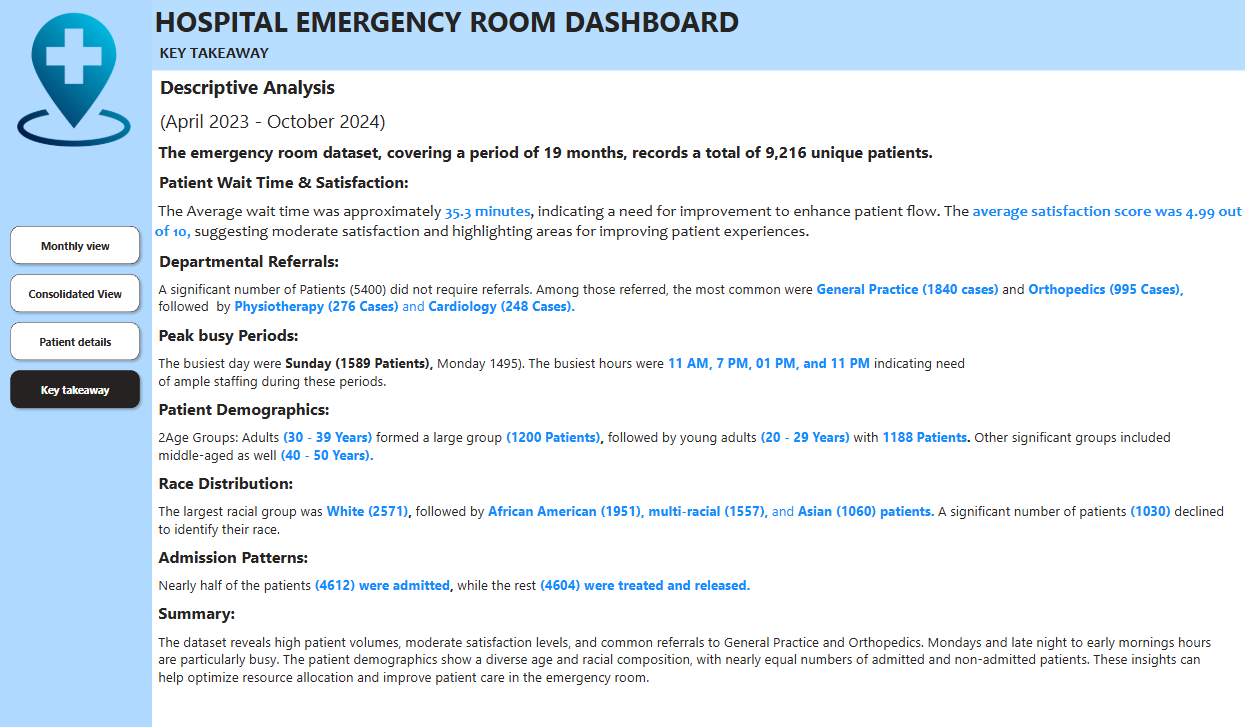 HOSPITAL EMERGENCY ROOM DASHBOARD
KEY TAKEAWAY
Descriptive Analysis
(April 2023 - October 2024)
The emergency room dataset, covering a period of 19 months, records a total of 9,216 unique patients.
Patient Wait Time & Satisfaction:
The Average wait time was approximately 35.3 minutes, indicating a need for improvement to enhance patient flow. The average satisfaction score was 4.99 out
of 10, suggesting moderate satisfaction and highlighting areas for improving patient experiences.
Monthly view
Consolidated View
Patient details
Key takeaway
Departmental Referrals:
A significant number of Patients (5400) did not require referrals. Among those referred, the most common were General Practice (1840 cases) and Orthopedics (995 Cases),
followed by Physiotherapy (276 Cases) and Cardiology (248 Cases).
Peak busy Periods:
The busiest day were Sunday (1589 Patients), Monday 1495). The busiest hours were 11 AM, 7 PM, 01 PM, and 11 PM indicating need
of ample staffing during these periods.
Patient Demographics:
2Age Groups: Adults (30 - 39 Years) formed a large group (1200 Patients), followed by young adults (20 - 29 Years) with 1188 Patients. Other significant groups included
middle-aged as well (40 - 50 Years).
Race Distribution:
The largest racial group was White (2571), followed by African American (1951), multi-racial (1557), and Asian (1060) patients. A significant number of patients (1030) declined
to identify their race.
Admission Patterns:
Nearly half of the patients (4612) were admitted, while the rest (4604) were treated and released.
Summary:
The dataset reveals high patient volumes, moderate satisfaction levels, and common referrals to General Practice and Orthopedics. Mondays and late night to early mornings hours
are particularly busy. The patient demographics show a diverse age and racial composition, with nearly equal numbers of admitted and non-admitted patients. These insights can
help optimize resource allocation and improve patient care in the emergency room.